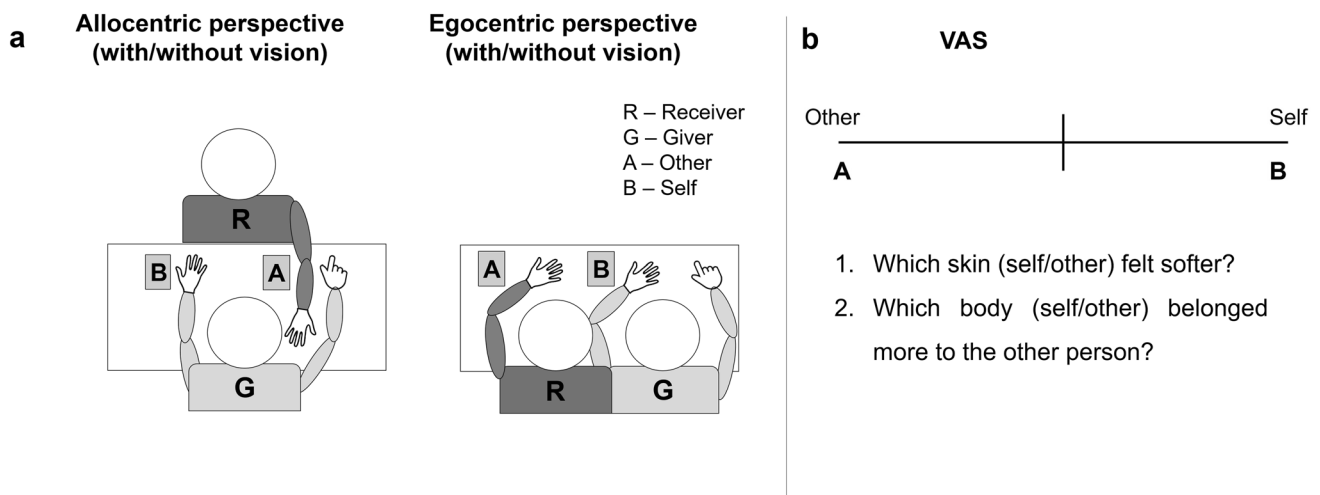 a
Allocentric perspective
(with/without vision)
Egocentric perspective
(with/without vision)
R – Receiver
G – Giver
A – Other
B – Self
R
B
A
G
A
B
R
G
b
VAS
Other
Self
A
B
1. Which skin (self/other) felt softer?
2. Which body (self/other) belonged
more to the other person?